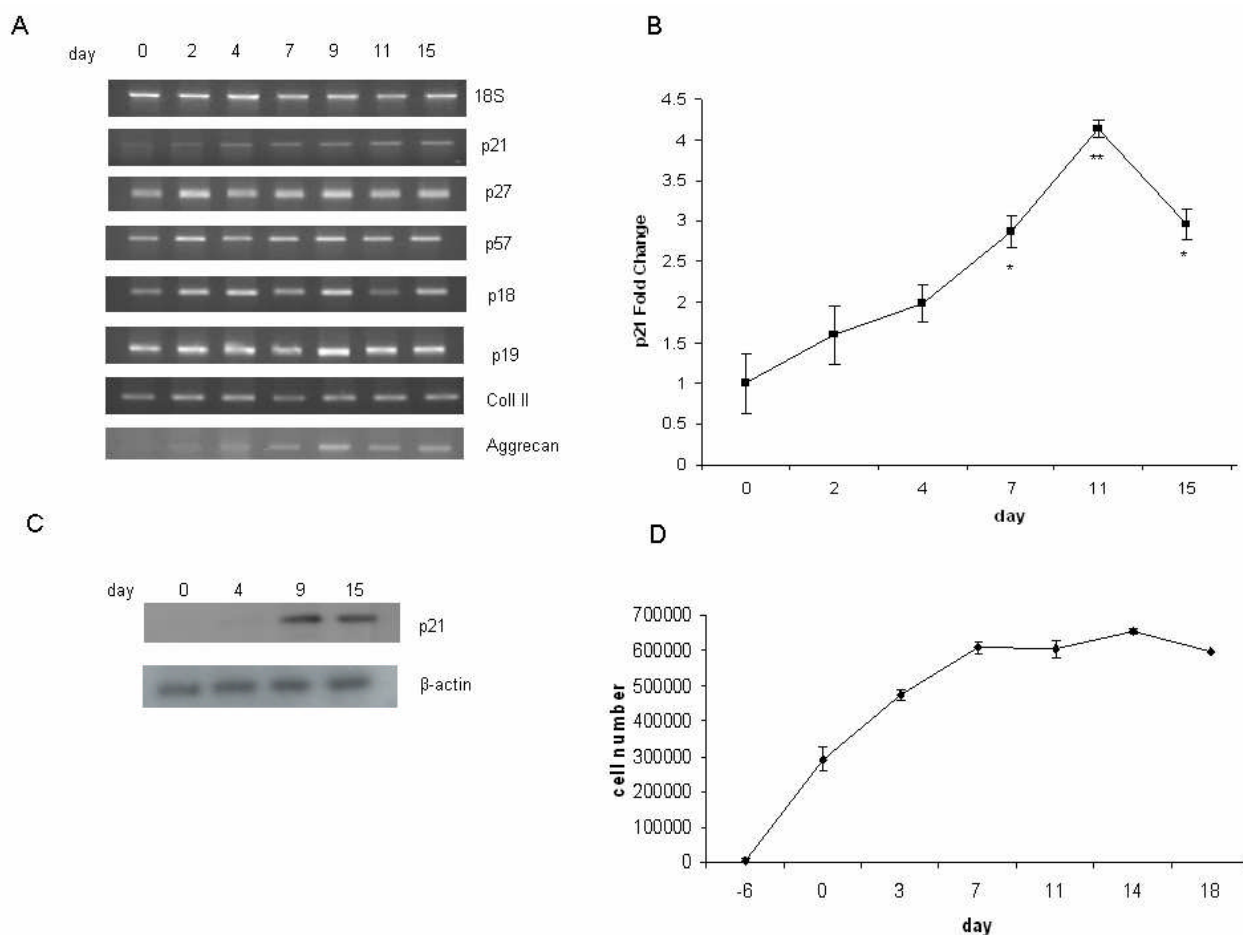 A
day 0 2 4 7 9 11 15
18S
p21
p27
p57
p18
p19
Coll II
Aggrecan
B
4.5
4
3.5
3
2.5
2
1.5
1
0.5
0
p21 Fold Change
*
**
*
0 2 4 7 11 15
day
C
day 0 4 9 15
p21
β-actin
D
700000
600000
500000
400000
300000
200000
100000
0
cell number
-6 0 3 7 11 14 18
day